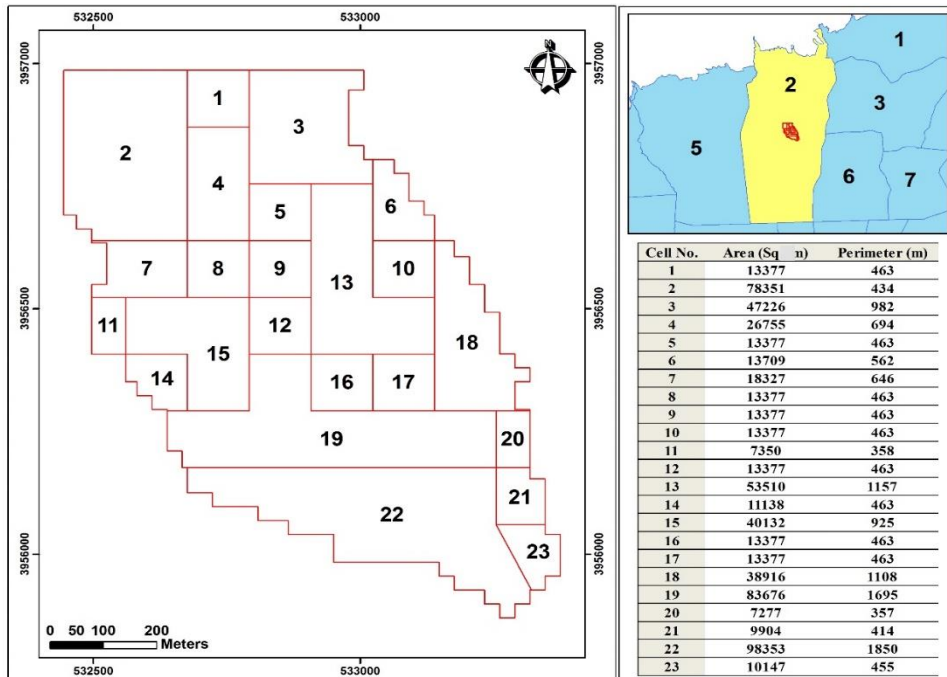 532500 533000
3957000
3956500
3956000
N
1
2
3
4
5
6
7
8
9
10
11
12
13
14
15
16
17
18
19
20
21
22
23
0 50 100 200
Meters
532500 533000
3957000
3956500
3956000
1
2
3
5
6
7
Cell No. Area (Sq m) Perimeter (m)
1 13377 463
2 78351 434
3 47226 982
4 26755 694
5 13377 463
6 13709 562
7 18327 646
8 13377 463
9 13377 463
10 13377 463
11 7350 358
12 13377 463
13 53510 1157
14 11138 463
15 40132 925
16 13377 463
17 13377 463
18 38916 1108
19 83676 1695
20 7277 357
21 9904 414
22 98353 1850
23 10147 455